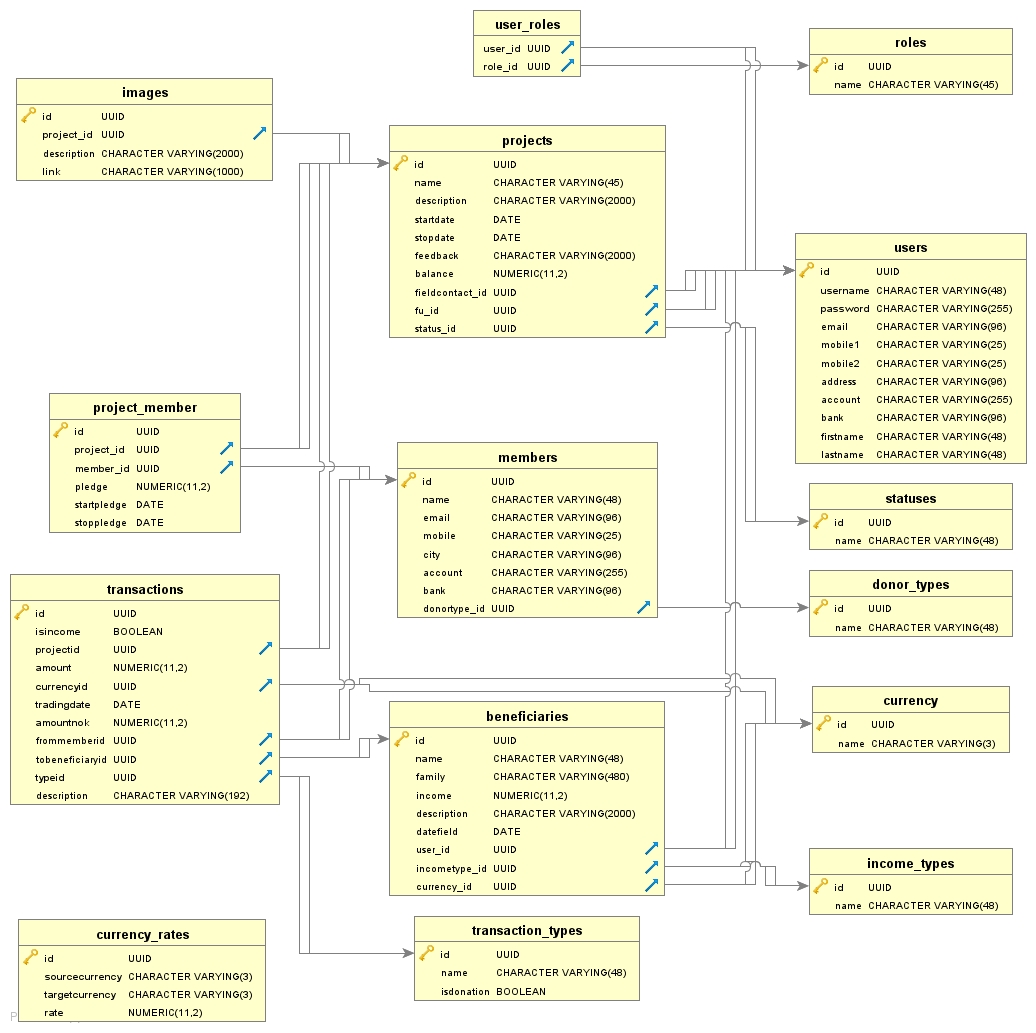 user_roles
user_id UUID
role_id UUID
roles
id UUID
name CHARACTER VARYING(45)
images
id UUID
project_id UUID
description CHARACTER VARYING(2000)
link CHARACTER VARYING(1000)
projects
id UUID
name CHARACTER VARYING(45)
description CHARACTER VARYING(2000)
startdate DATE
stopdate DATE
feedback CHARACTER VARYING(2000)
balance NUMERIC(11,2)
fieldcontact_id UUID
fu_id UUID
status_id UUID
users
id UUID
username CHARACTER VARYING(48)
password CHARACTER VARYING(255)
email CHARACTER VARYING(96)
mobile1 CHARACTER VARYING(25)
mobile2 CHARACTER VARYING(25)
address CHARACTER VARYING(96)
account CHARACTER VARYING(255)
bank CHARACTER VARYING(96)
firstname CHARACTER VARYING(48)
lastname CHARACTER VARYING(48)
project_member
id UUID
project_id UUID
member_id UUID
pledge NUMERIC(11,2)
startpledge DATE
stoppledge DATE
members
id UUID
name CHARACTER VARYING(48)
email CHARACTER VARYING(96)
mobile CHARACTER VARYING(25)
city CHARACTER VARYING(96)
account CHARACTER VARYING(255)
bank CHARACTER VARYING(96)
donortype_id UUID
statuses
id UUID
name CHARACTER VARYING(48)
donor_types
id UUID
name CHARACTER VARYING(48)
transactions
id UUID
isincome BOOLEAN
projectid UUID
amount NUMERIC(11,2)
currencyid UUID
tradingdate DATE
amountnok NUMERIC(11,2)
frommemberid UUID
tobeneficiaryid UUID
typeid UUID
description CHARACTER VARYING(192)
currency
id UUID
name CHARACTER VARYING(3)
beneficiaries
id UUID
name CHARACTER VARYING(48)
family CHARACTER VARYING(480)
income NUMERIC(11,2)
description CHARACTER VARYING(2000)
datefield DATE
user_id UUID
incometype_id UUID
currency_id UUID
income_types
id UUID
name CHARACTER VARYING(48)
currency_rates
id UUID
sourcecurrency CHARACTER VARYING(3)
targetcurrency CHARACTER VARYING(3)
rate NUMERIC(11,2)
transaction_types
id UUID
name CHARACTER VARYING(48)
isdonation BOOLEAN